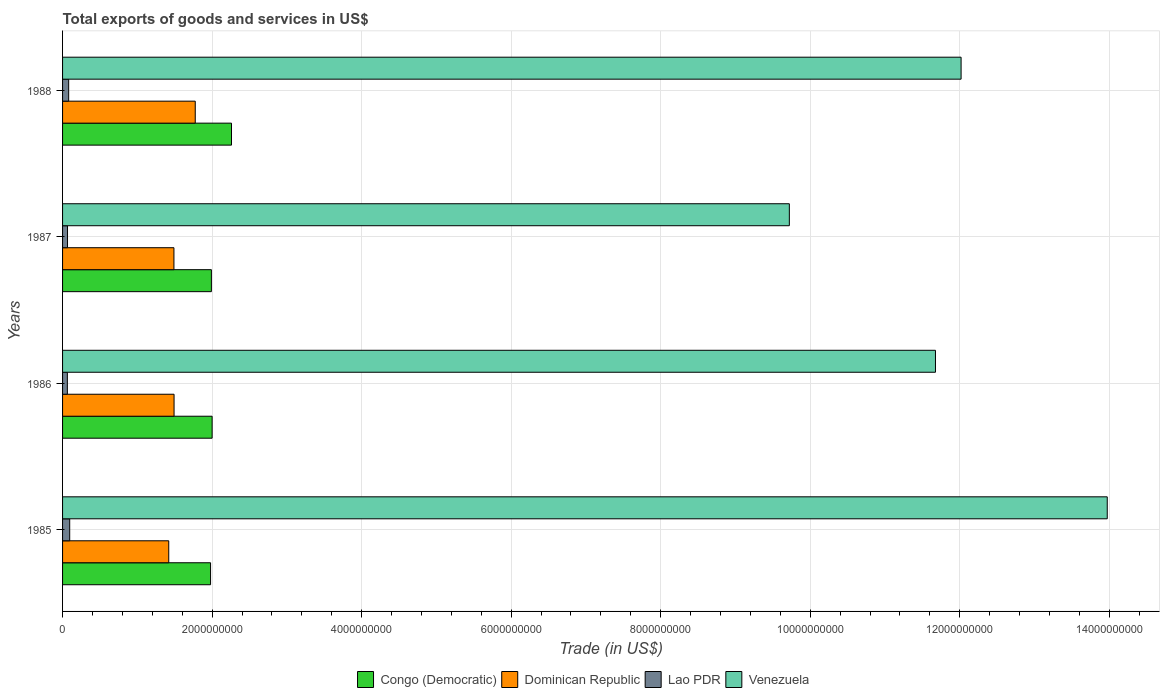 Total exports of goods and services in US$
1988
1987
1986
1985
Years
0
2000000000
4000000000
6000000000
8000000000
10000000000
12000000000
14000000000
Trade (in US$)
Congo (Democratic)
Dominican Republic
Lao PDR
Venezuela